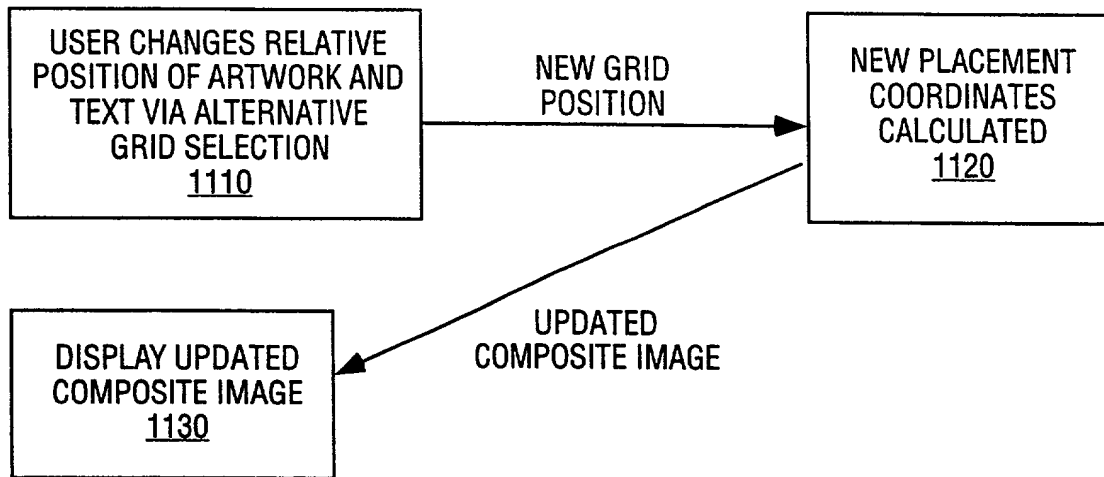 USER CHANGES RELATIVE
POSITION OF ARTWORK AND
TEXT VIA ALTERNATIVE
GRID SELECTION
1110
NEW GRID
POSITION
NEW PLACEMENT
COORDINATES
CALCULATED
1120
UPDATED
COMPOSITE IMAGE
DISPLAY UPDATED
COMPOSITE IMAGE
1130